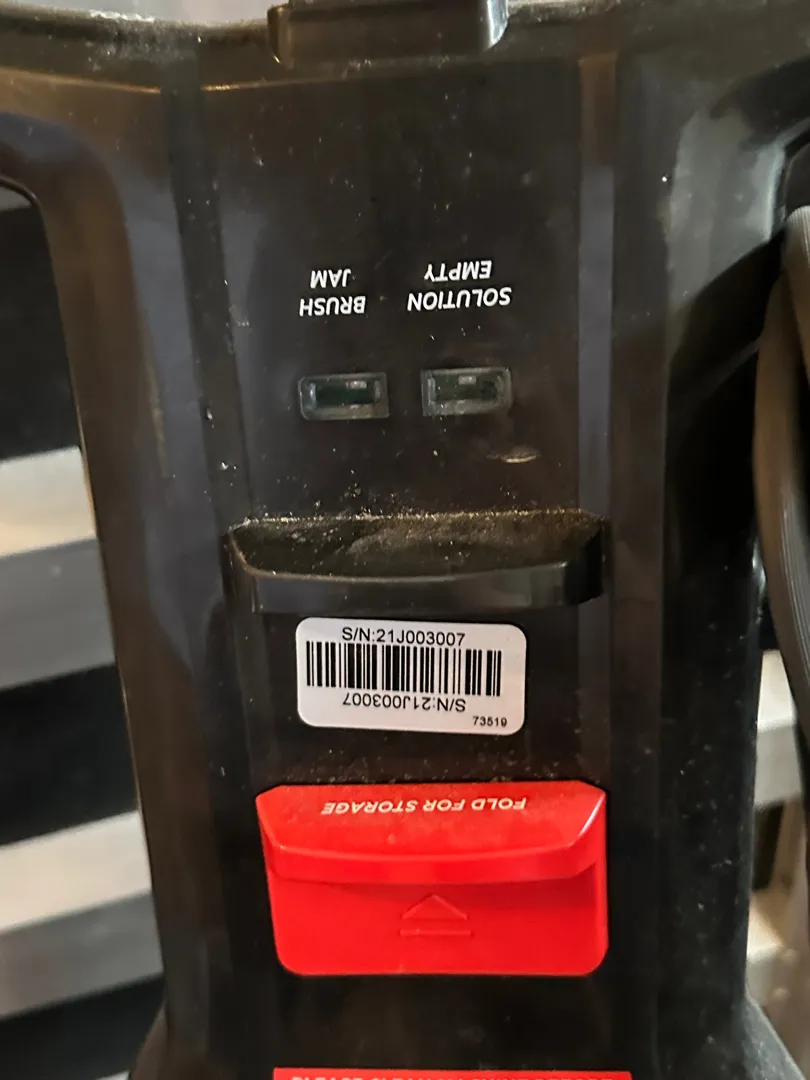 BRUSH
JAM
SOLUTION
EMPTY
S/N:21J003007
S/N:21J003007
73519
FOLD FOR STORAGE